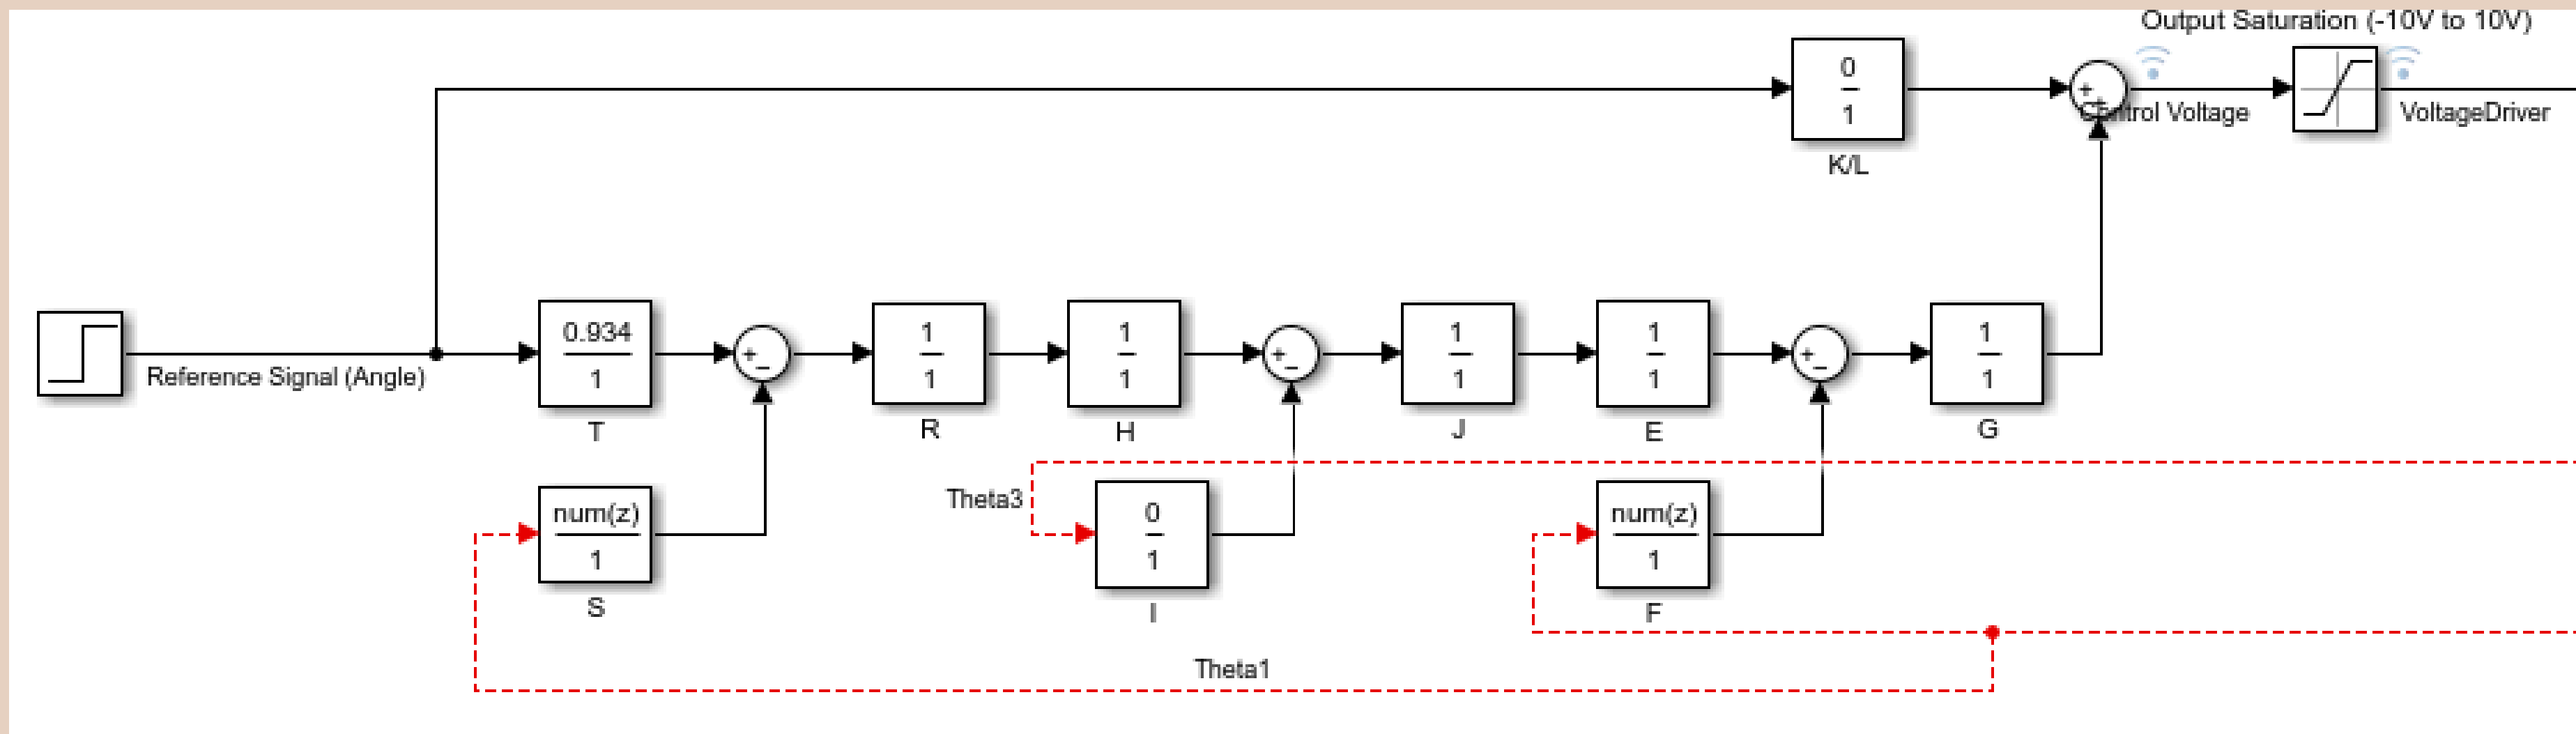 Output Saturation (-10V to 10V)
0
1
K/L
+
+
Control Voltage
VoltageDriver
Reference Signal (Angle)
0.934
1
T
+
−
1
1
R
1
1
H
+
−
1
1
J
1
1
E
+
−
1
1
G
num(z)
1
S
Theta3
0
1
I
num(z)
1
F
Theta1